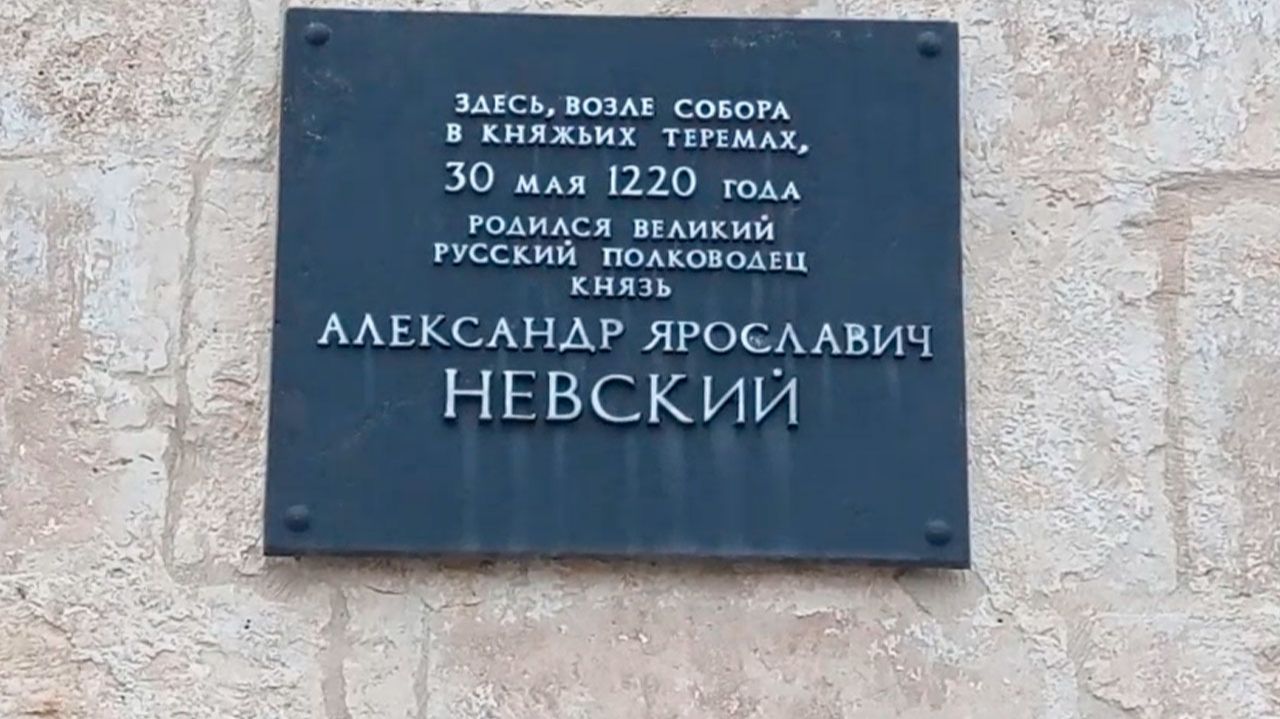 ЗДЕСЬ, ВОЗЛЕ СОБОРА
В КНЯЖЬИХ ТЕРЕМАХ,
30 МАЯ 1220 ГОДА
РОДИЛСЯ ВЕЛИКИЙ
РУССКИЙ ПОЛКОВОДЕЦ
КНЯЗЬ
АЛЕКСАНДР ЯРОСЛАВИЧ
НЕВСКИЙ